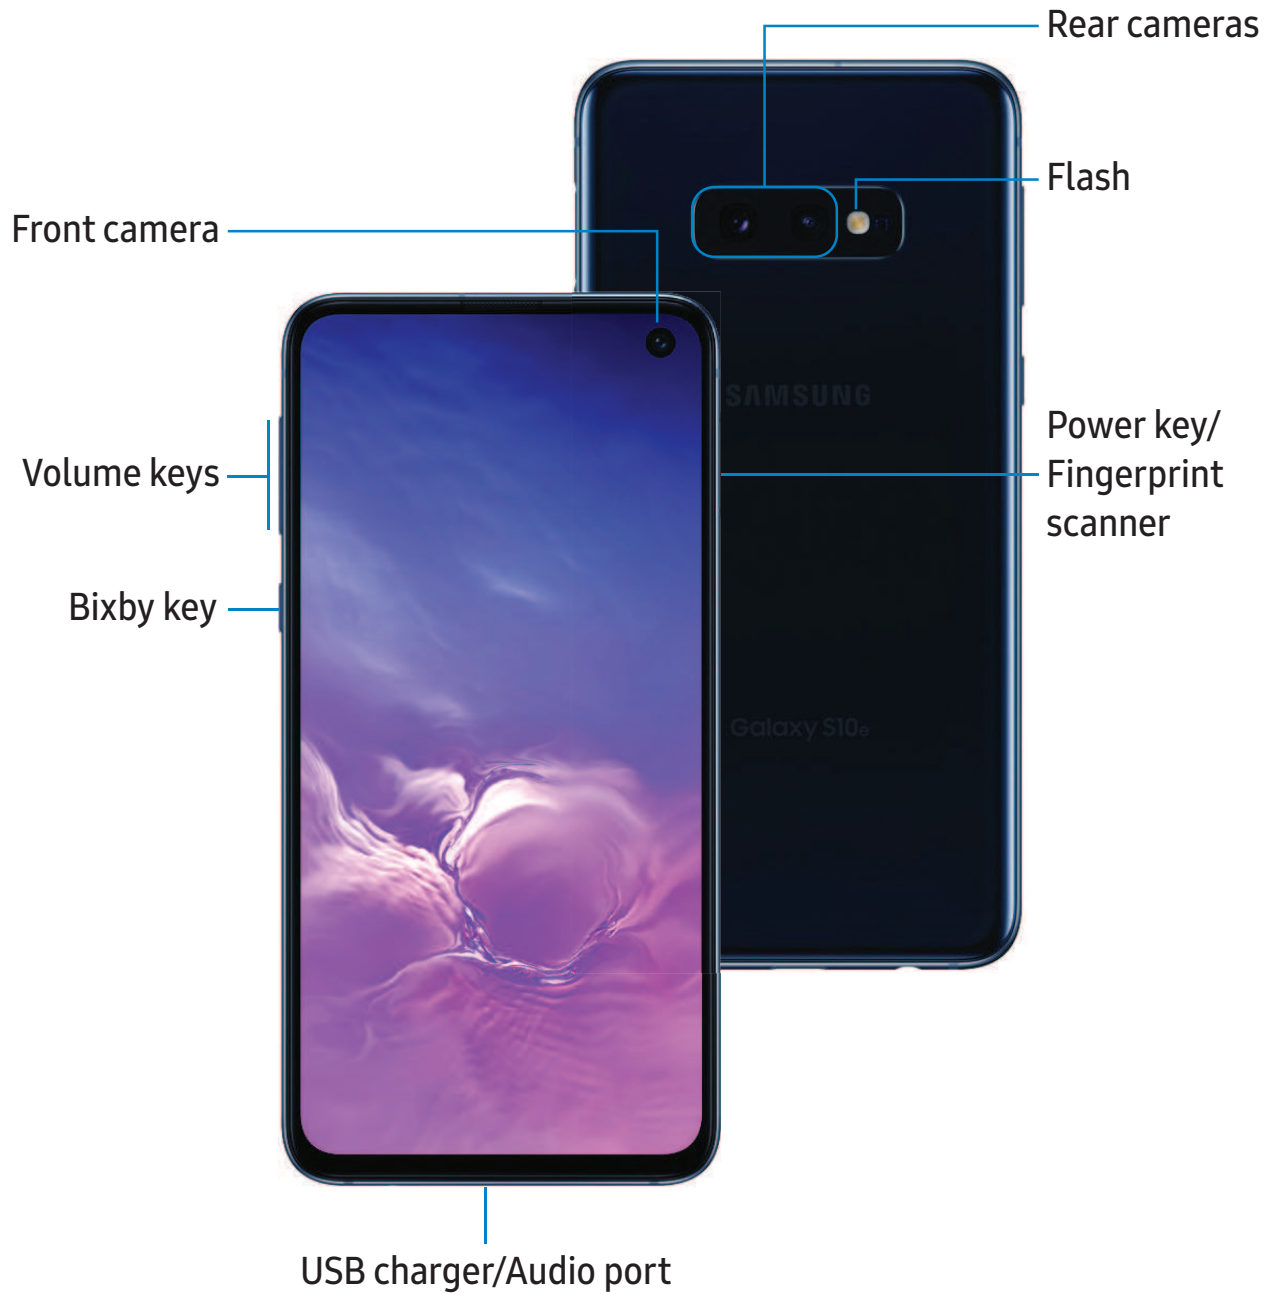 Rear cameras
Flash
Front camera
SAMSUNG
Power key/
Fingerprint
scanner
Volume keys
Bixby key
Galaxy S10e
USB charger/Audio port